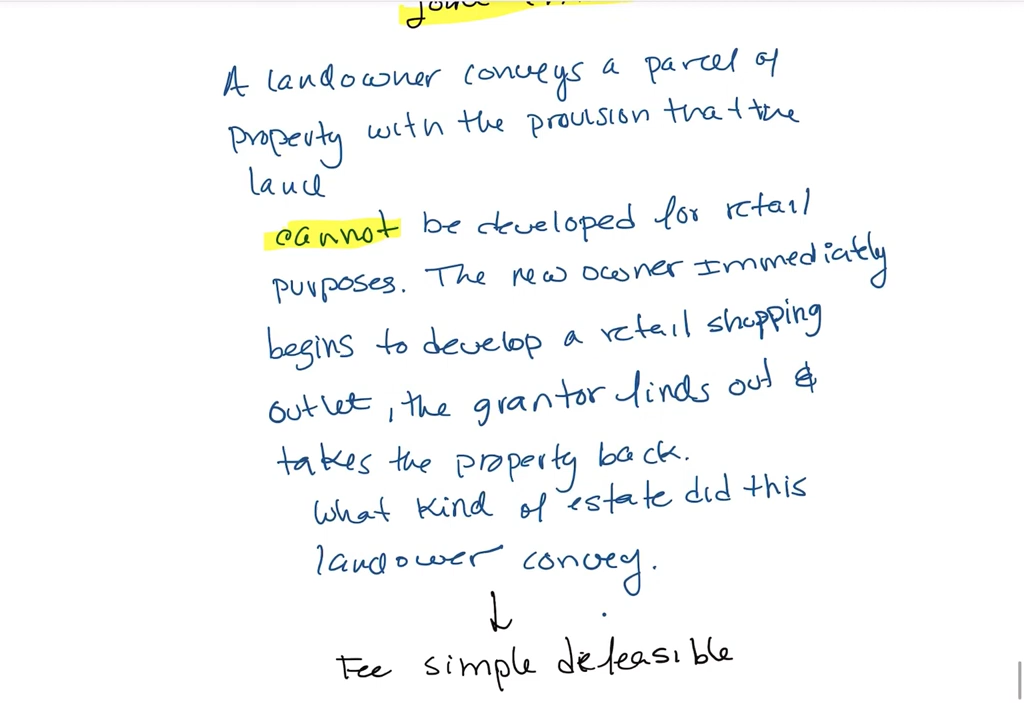 A landowner conveys a parcel of
property with the provision that the
land
cannot be developed for retail
purposes. The new owner Immediately
begins to develop a retail shopping
outlet, the grantor finds out &
takes the property back.
What kind of estate did this
landower convey.
Fee simple defeasible